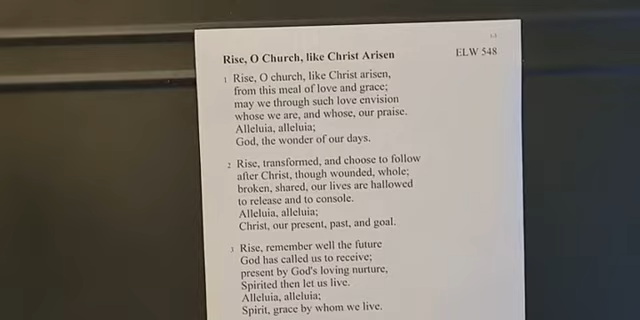 Rise, O Church, like Christ Arisen ELW 548
1 Rise, O church, like Christ arisen,
from this meal of love and grace;
may we through such love envision
whose we are, and whose, our praise.
Alleluia, alleluia;
God, the wonder of our days.
2 Rise, transformed, and choose to follow
after Christ, though wounded, whole;
broken, shared, our lives are hallowed
to release and to console.
Alleluia, alleluia;
Christ, our present, past, and goal.
3 Rise, remember well the future
God has called us to receive;
present by God's loving nurture,
Spirited then let us live.
Alleluia, alleluia;
Spirit, grace by whom we live.